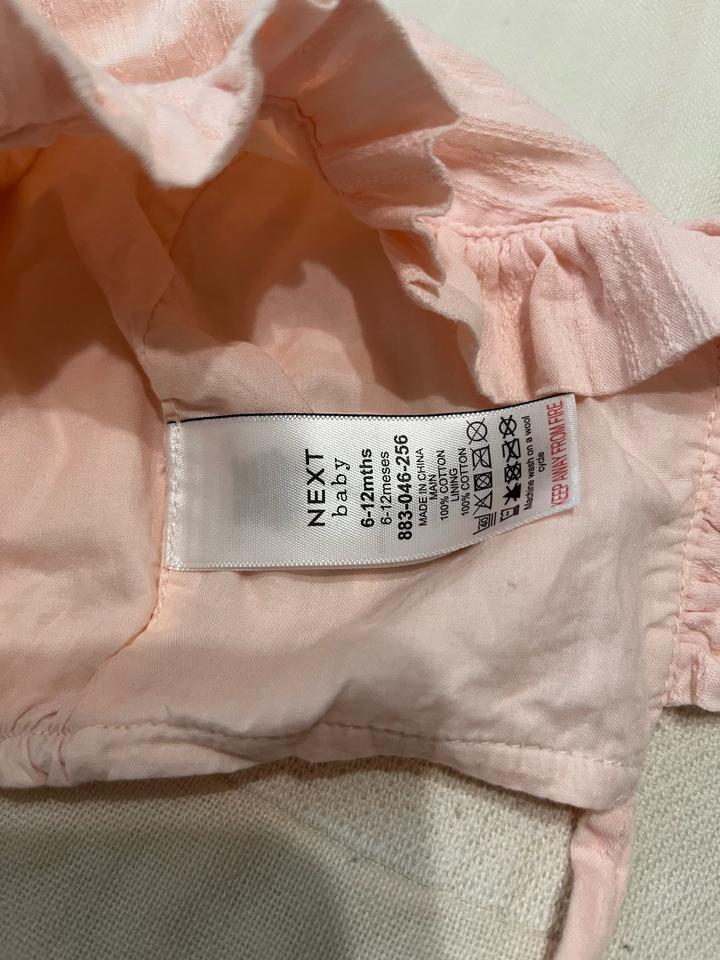 NEXT
baby
6-12mths
6-12meses
883-046-256
MADE IN CHINA
MAIN
100% COTTON
LINING
100% COTTON
40
Machine wash on a wool
cycle
KEEP AWAY FROM FIRE